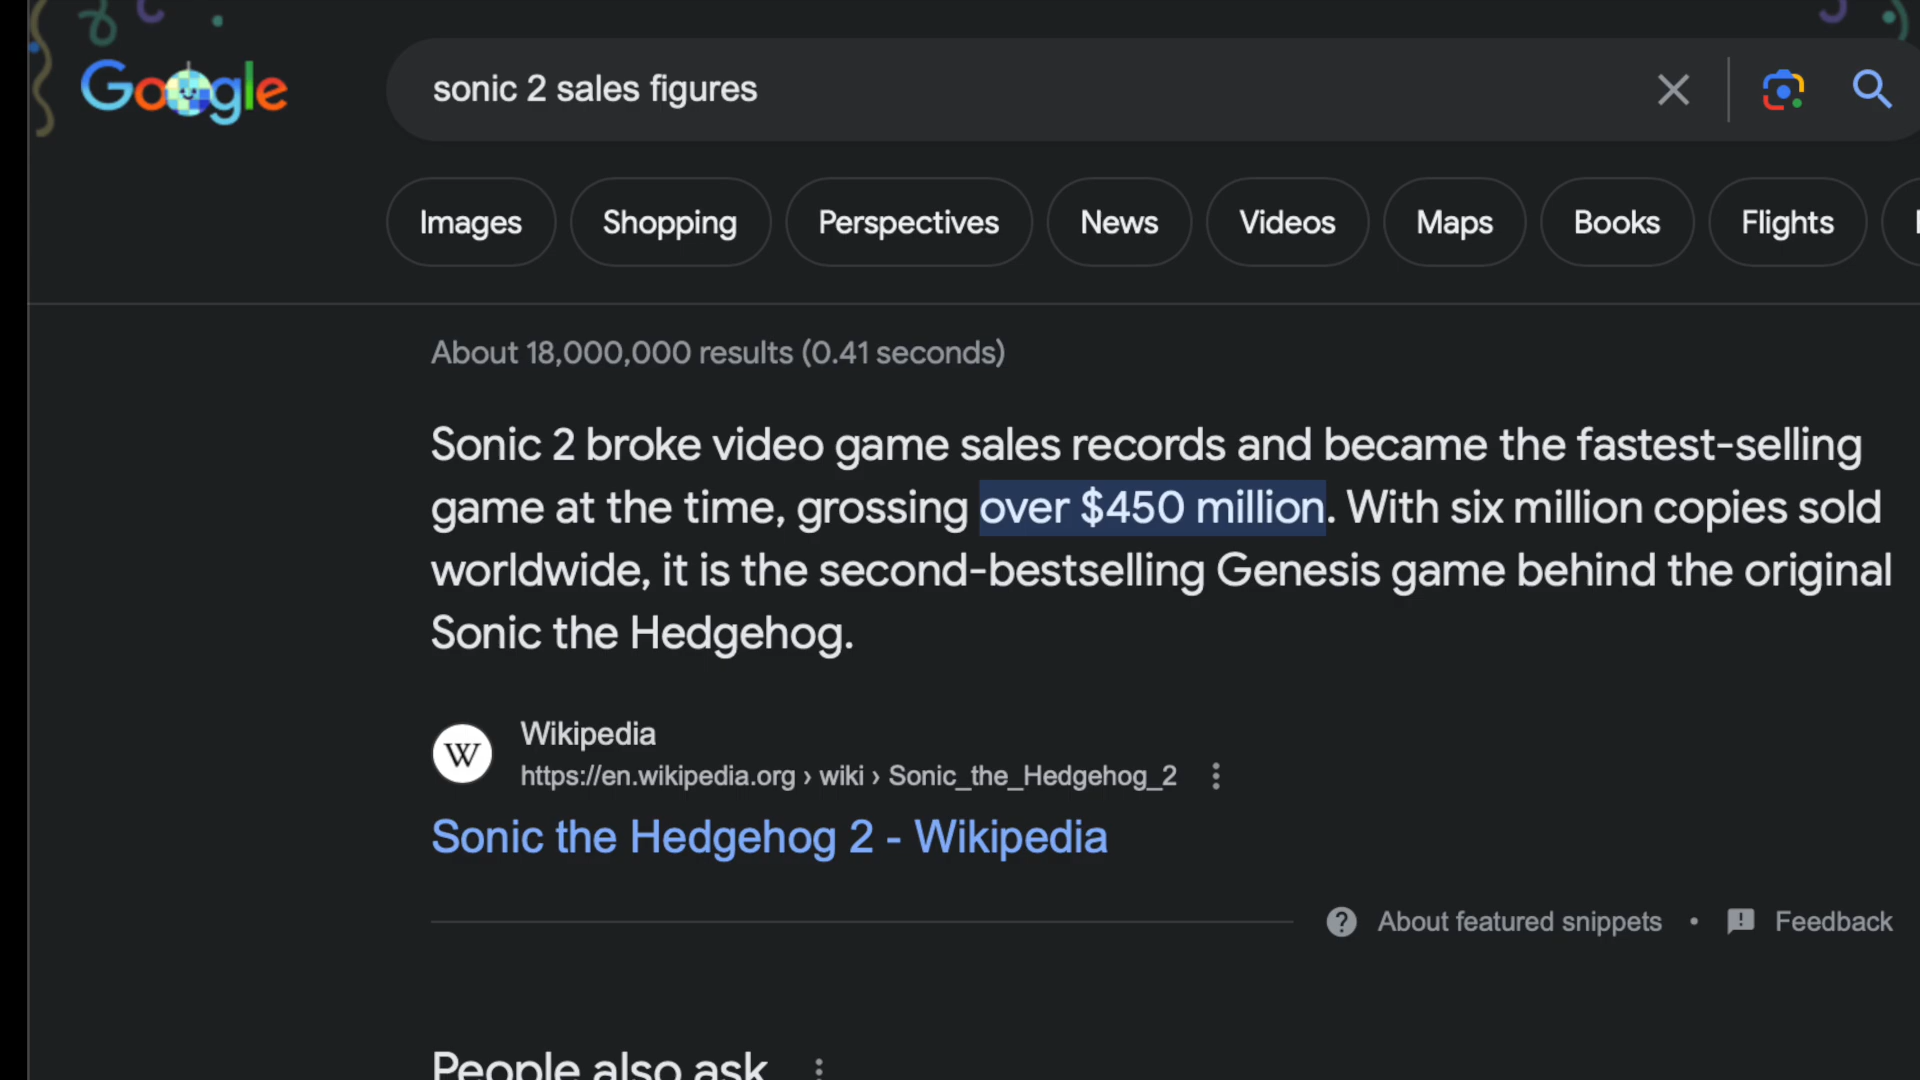 Google
sonic 2 sales figures
Images Shopping Perspectives News Videos Maps Books Flights
About 18,000,000 results (0.41 seconds)
Sonic 2 broke video game sales records and became the fastest-selling
game at the time, grossing over $450 million. With six million copies sold
worldwide, it is the second-bestselling Genesis game behind the original
Sonic the Hedgehog.
W
Wikipedia
https://en.wikipedia.org › wiki › Sonic_the_Hedgehog_2
Sonic the Hedgehog 2 - Wikipedia
About featured snippets • Feedback
People also ask